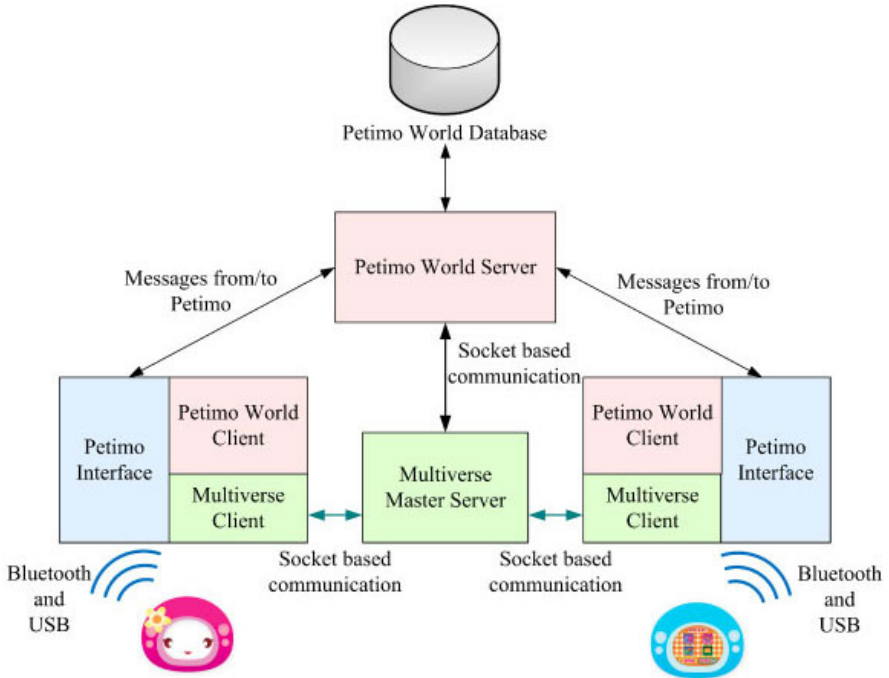 Petimo World Database
Petimo World Server
Messages from/to
Petimo
Messages from/to
Petimo
Socket based
communication
Petimo
Interface
Petimo World
Client
Multiverse
Client
Multiverse
Master Server
Petimo World
Client
Multiverse
Client
Petimo
Interface
Socket based
communication
Socket based
communication
Bluetooth
and
USB
Bluetooth
and
USB